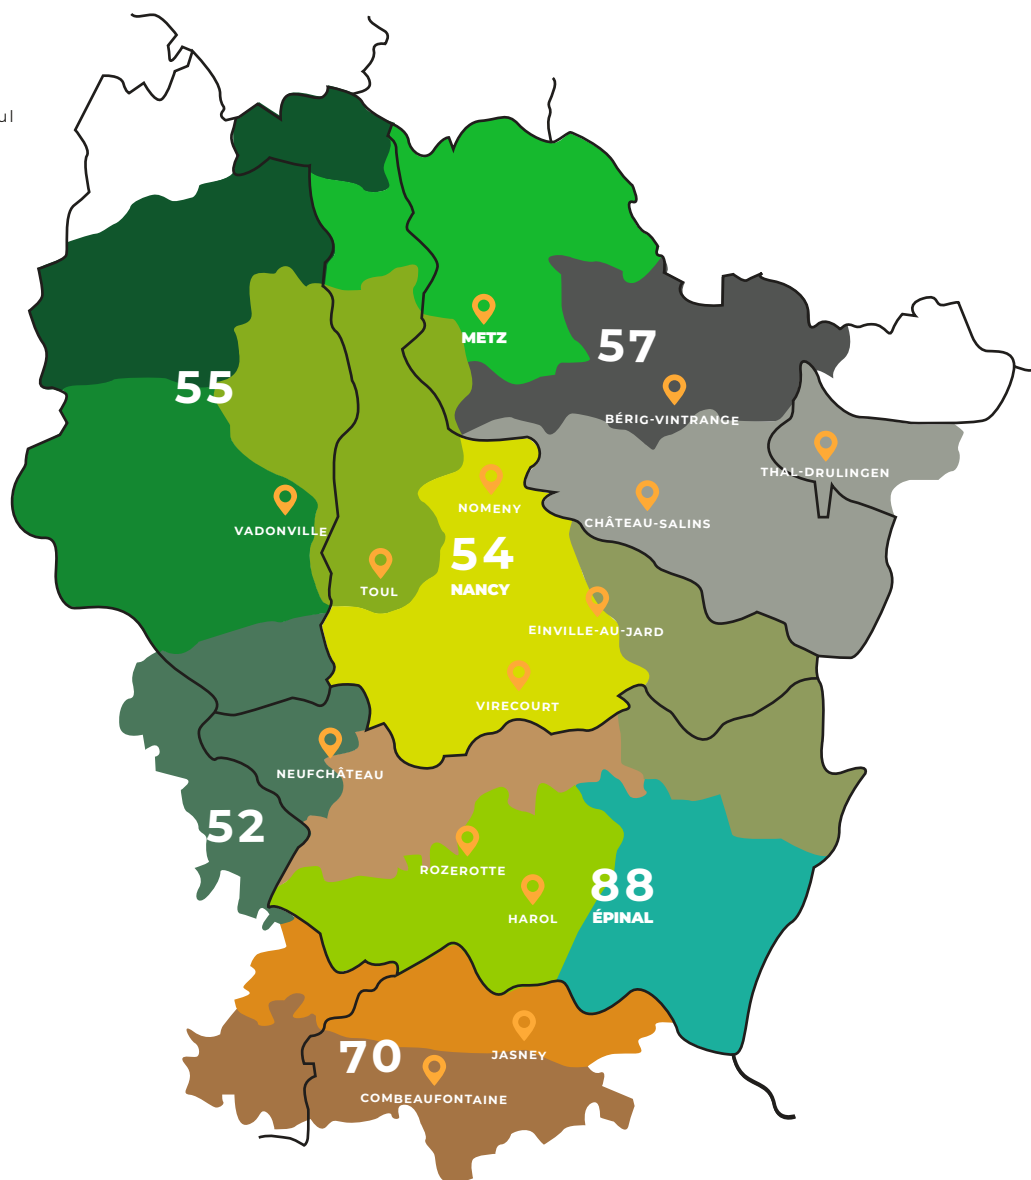 ul
METZ
57
55
BÉRIG-VINTRANGE
THAL-DRULINGEN
NOMENY
CHÂTEAU-SALINS
VADONVILLE
54
NANCY
TOUL
EINVILLE-AU-JARD
VIRECOURT
NEUFCHÂTEAU
52
ROZEROTTE
88
ÉPINAL
HAROL
70
JASNEY
COMBEAUFONTAINE